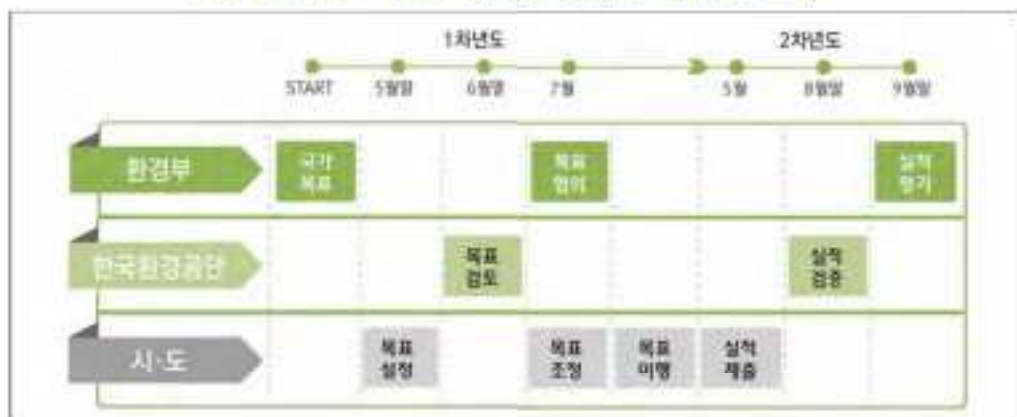 1차년도 2차년도
START 5월말 6월말 7월 5월 8월말 9월말
환경부
국가
목표
목표
협의
실적
평가
한국환경공단
목표
검토
실적
검증
시·도
목표
설정
목표
조정
목표
이행
실적
제출